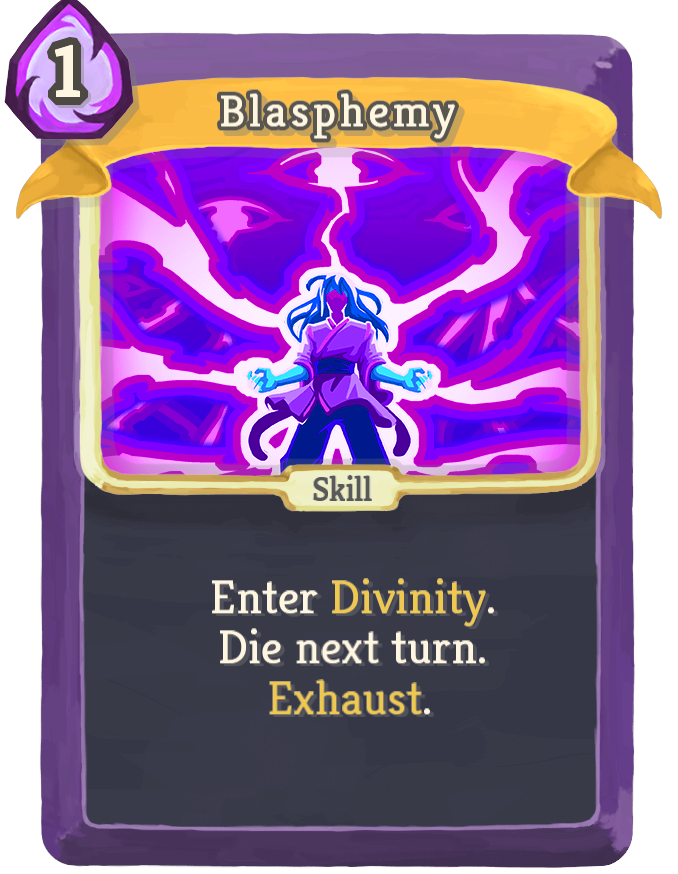 1
Blasphemy
Skill
Enter Divinity.
Die next turn.
Exhaust.